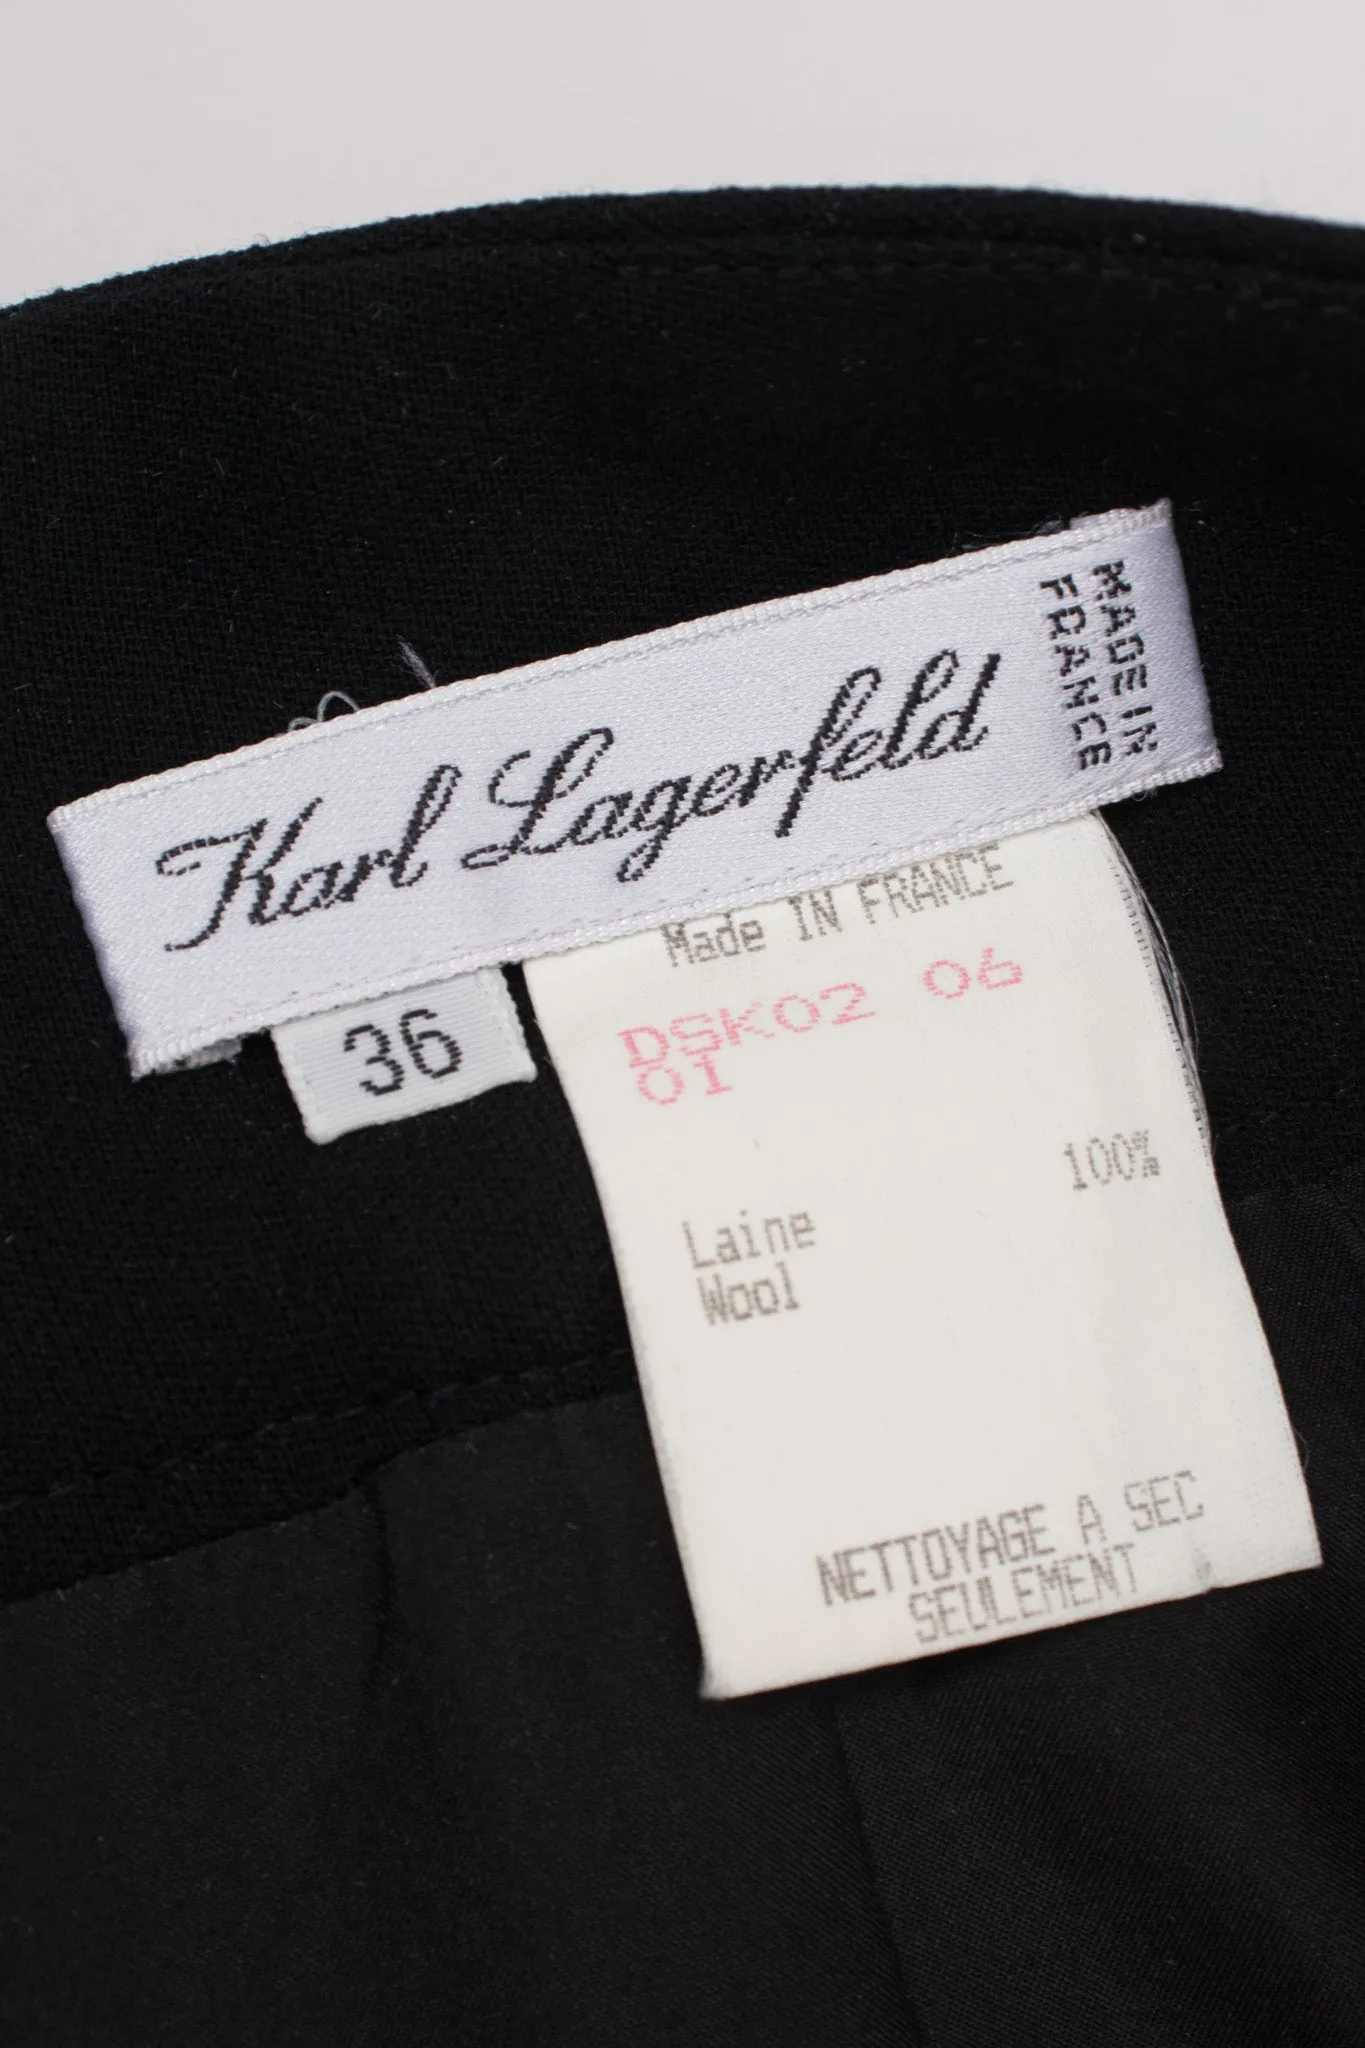 Karl Lagerfeld
MADE IN
FRANCE
36
Made IN FRANCE
DSK02 06
01
100%
Laine
Wool
NETTOYAGE A SEC
SEULEMENT